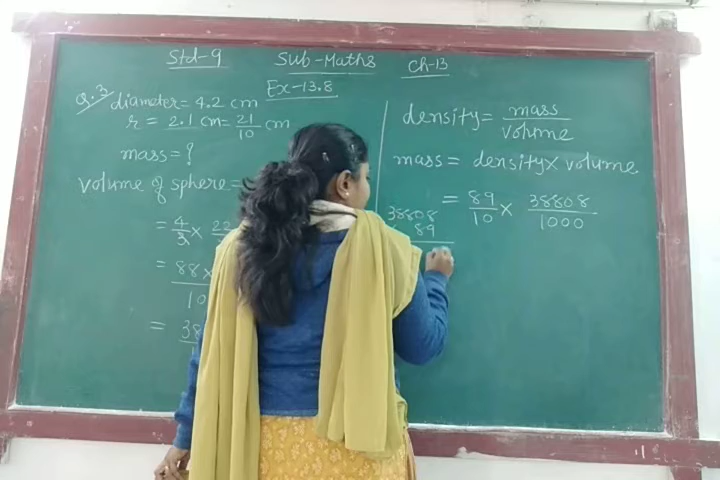 Std-9 Sub-Maths Ch-13
Ex-13.8
Q.3 diameter = 4.2 cm
r = 2.1 cm = 21/10 cm
mass = ?
Volume of sphere =
= 4/3 × 22
= 88 ×
10
= 38
density = mass/volume
mass = density × volume
= 89/10 × 38808/1000
38808
89